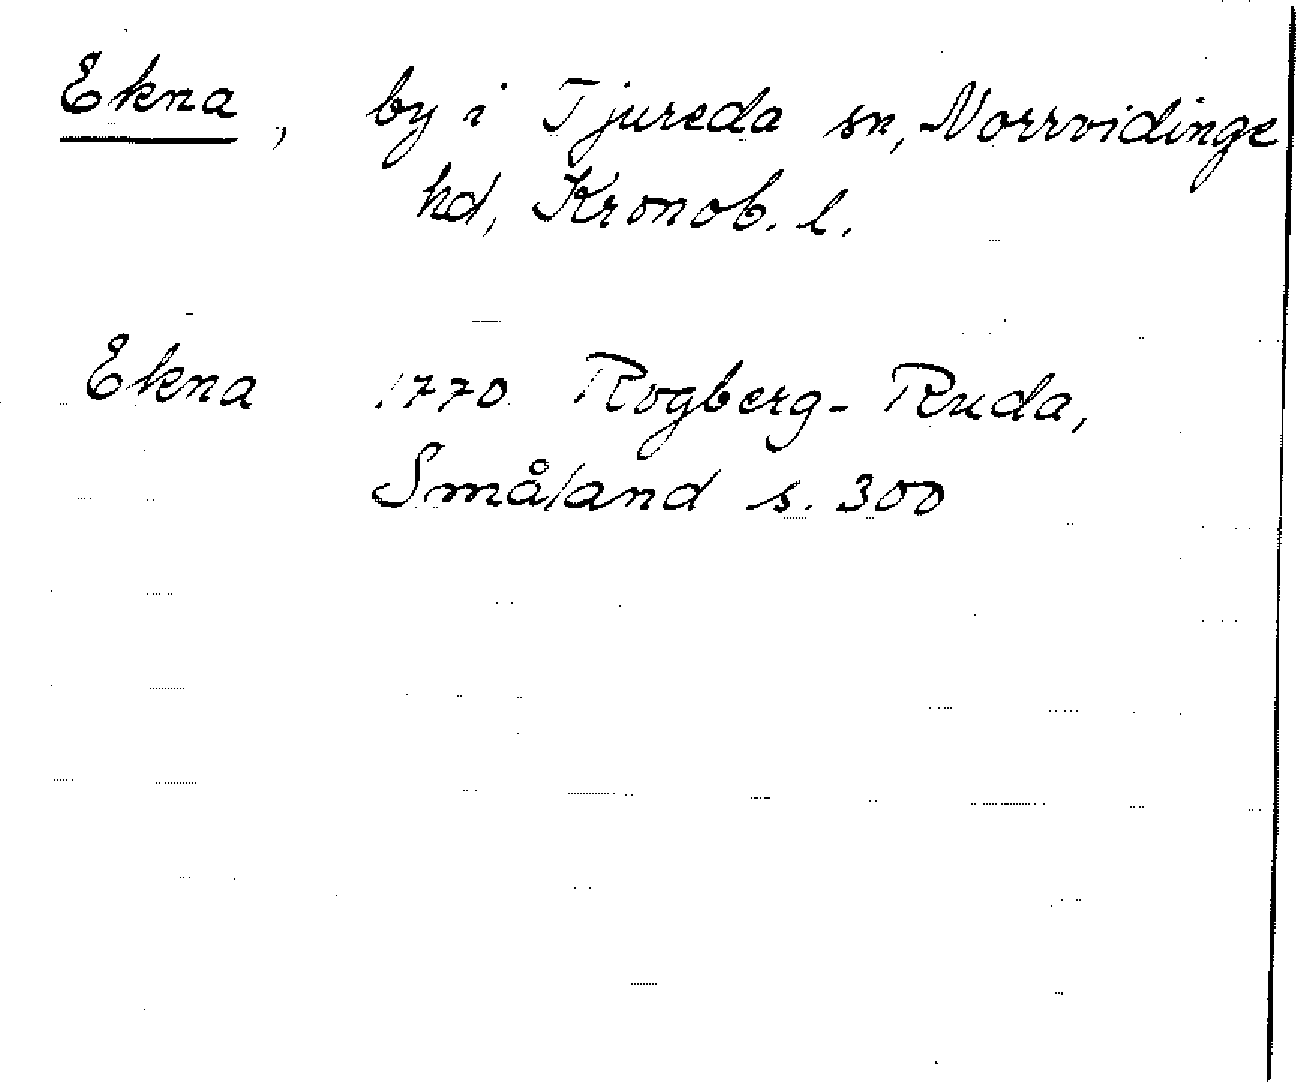 Ekna, by i Tjureda sn, Norrvidinge
hd, Kronob. l.
Ekna 1770 Rogberg-Ruda,
Småland s. 300